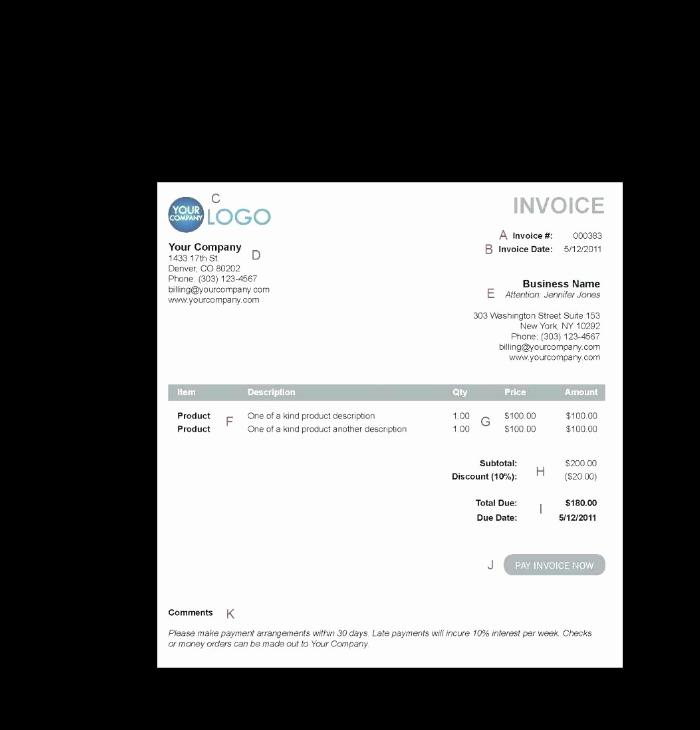 C
YOUR COMPANY LOGO
INVOICE
A Invoice #: 000393
B Invoice Date: 5/12/2011
Your Company D
1433 17th St
Denver, CO 80202
Phone: (303) 123-4567
billing@yourcompany.com
www.yourcompany.com
Business Name
E Attention: Jennifer Jones
303 Washington Street Suite 153
New York, NY 10292
Phone: (303) 123-4567
billing@yourcompany.com
www.yourcompany.com
Item Description Qty Price Amount
Product F One of a kind product description 1.00 G $100.00 $100.00
Product One of a kind product another description 1.00 $100.00 $100.00
Subtotal: H $200.00
Discount (10%): ($20.00)
Total Due: I $180.00
Due Date: 5/12/2011
J PAY INVOICE NOW
Comments K
Please make payment arrangements within 30 days. Late payments will incure 10% interest per week. Checks
or money orders can be made out to Your Company.